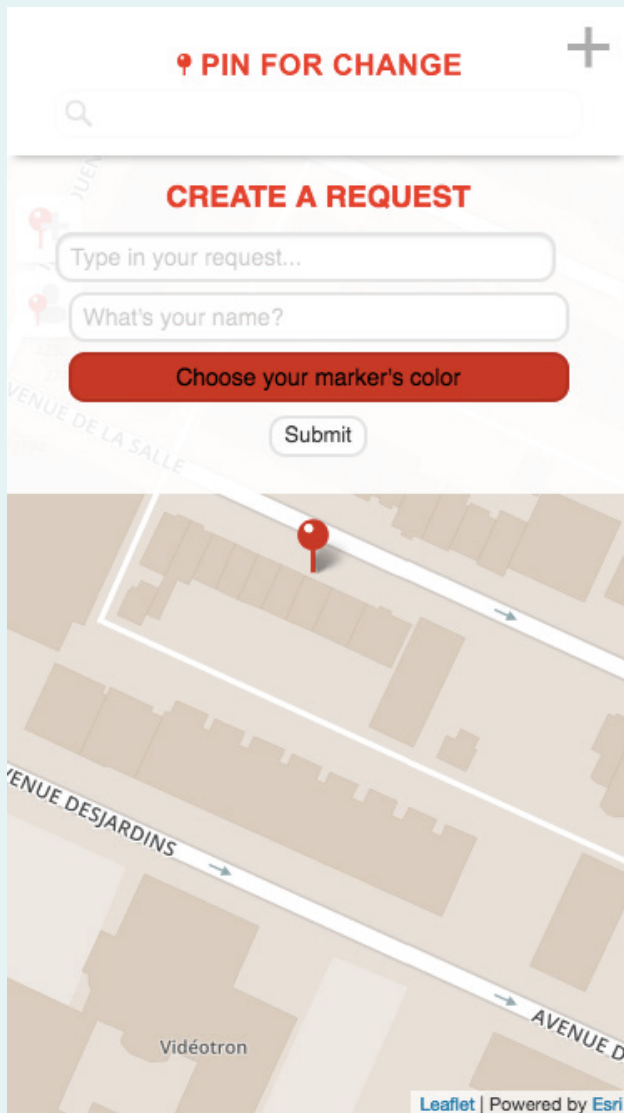 PIN FOR CHANGE
CREATE A REQUEST
Type in your request...
What's your name?
Choose your marker's color
Submit
VENUE DE LA SALLE
VENUE DESJARDINS
AVENUE D
Vidéotron
Leaflet | Powered by Esri